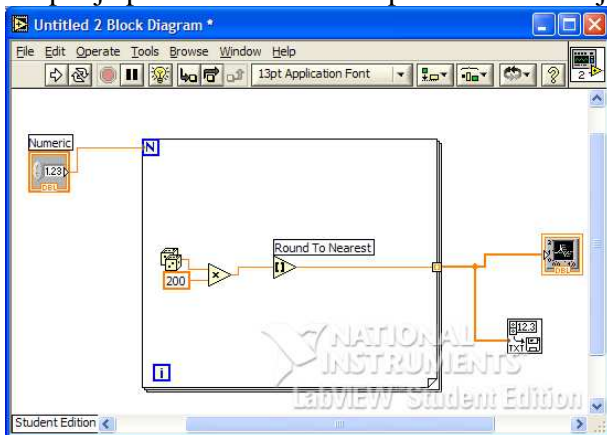 Untitled 2 Block Diagram *
File Edit Operate Tools Browse Window Help
13pt Application Font
2
Numeric
1.23
DBL
N
200
×
Round To Nearest
i
DBL
12.3
TXT
NATIONAL
INSTRUMENTS
LabVIEW Student Edition
Student Edition